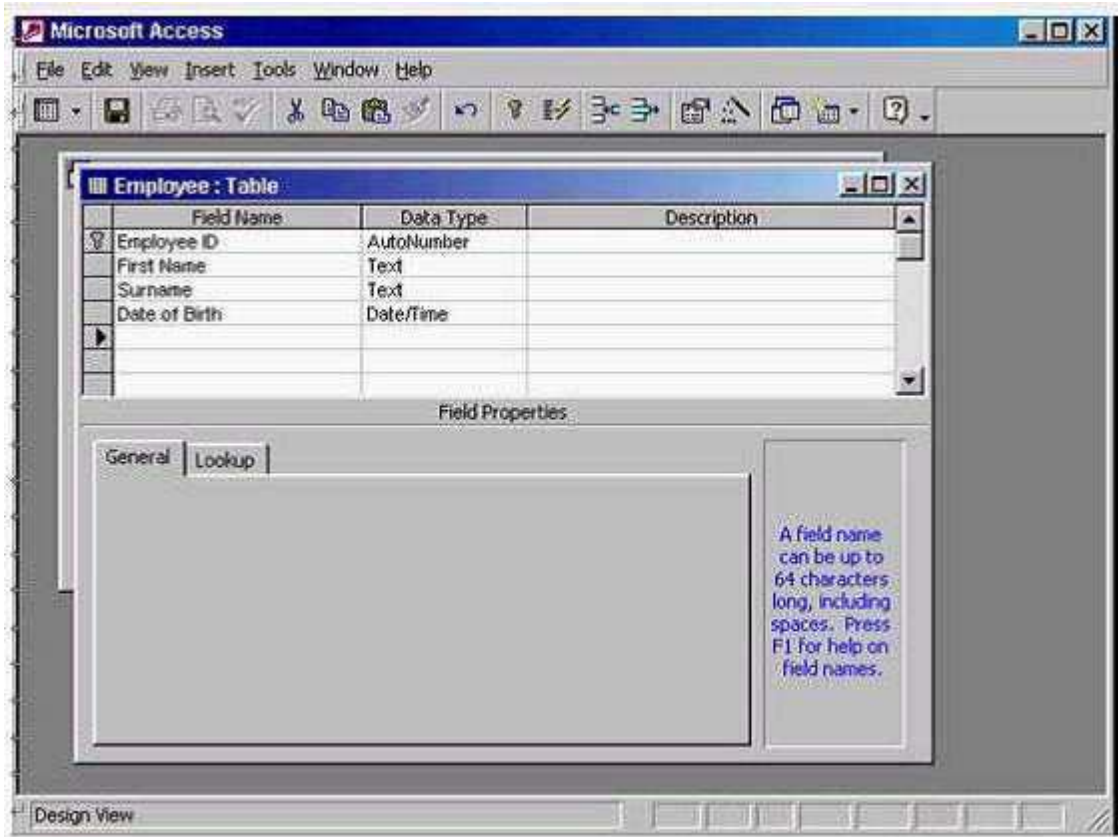 Microsoft Access
File Edit View Insert Tools Window Help
Employee : Table
Field Name Data Type Description
Employee ID AutoNumber
First Name Text
Surname Text
Date of Birth Date/Time
Field Properties
General Lookup
A field name
can be up to
64 characters
long, including
spaces. Press
F1 for help on
field names.
Design View